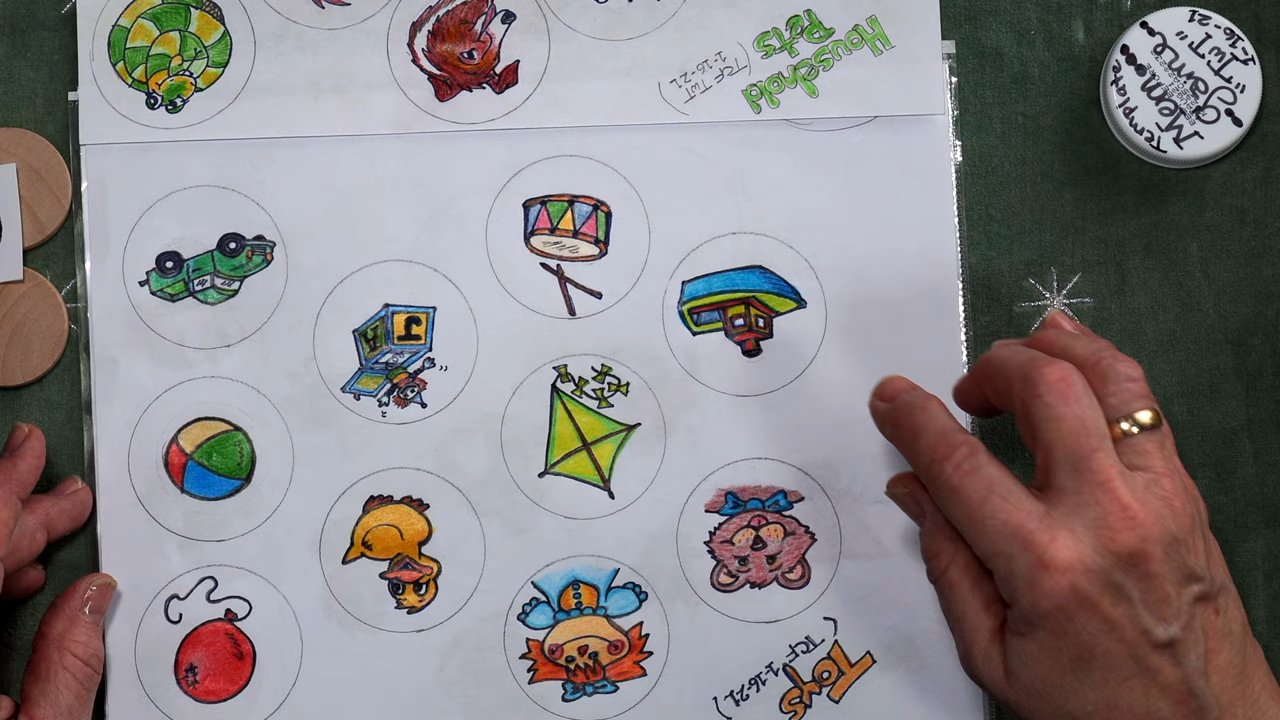 Household
Pets
(TCF TWT
1-16-21)
Template
Memory
Game
"TWT"
1-16-21
J
A
Toys
(TCF 1-16-21)